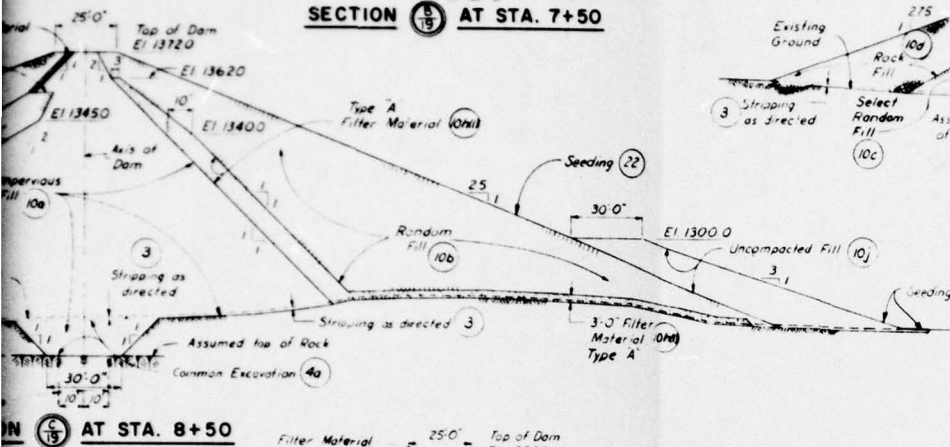 SECTION B/19 AT STA. 7+50
25'-0"
Top of Dam
El 1372.0
El 1362.0
El 1345.0
El 1340.0
10"
Type "A"
Filter Material
Axis of
Dam
Fill 10a
3
Stripping as
directed
Seeding 22
2.5
1
30'-0"
El. 1300.0
Uncompacted Fill 10j
3
1
Random
Fill
10b
Seeding
Stripping as directed 3
3'-0" Filter
Material
Type "A"
Assumed top of Rock
Common Excavation 4a
30'-0"
10' 10'
Existing
Ground
2.75
1
10d
Rock
Fill
3 Stripping
as directed
Select
Random
Fill
10c
C/19 AT STA. 8+50
Filter Material
25'-0"
Top of Dam